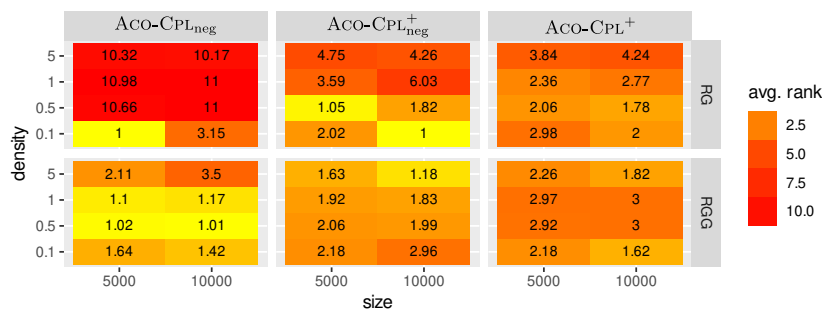 ACO-CPL_neg ACO-CPL⁺_neg ACO-CPL⁺
5 10.32 10.17 4.75 4.26 3.84 4.24
1 10.98 11 3.59 6.03 2.36 2.77
0.5 10.66 11 1.05 1.82 2.06 1.78
0.1 1 3.15 2.02 1 2.98 2
RG
5 2.11 3.5 1.63 1.18 2.26 1.82
1 1.1 1.17 1.92 1.83 2.97 3
0.5 1.02 1.01 2.06 1.99 2.92 3
0.1 1.64 1.42 2.18 2.96 2.18 1.62
RGG
density
5000 10000 5000 10000 5000 10000
size
avg. rank
2.5
5.0
7.5
10.0